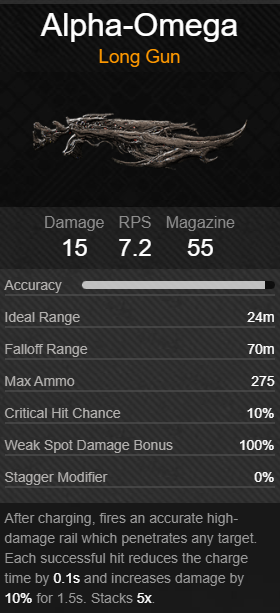 Alpha-Omega
Long Gun
Damage RPS Magazine
15 7.2 55
Accuracy
Ideal Range 24m
Falloff Range 70m
Max Ammo 275
Critical Hit Chance 10%
Weak Spot Damage Bonus 100%
Stagger Modifier 0%
After charging, fires an accurate high-
damage rail which penetrates any target.
Each successful hit reduces the charge
time by 0.1s and increases damage by
10% for 1.5s. Stacks 5x.